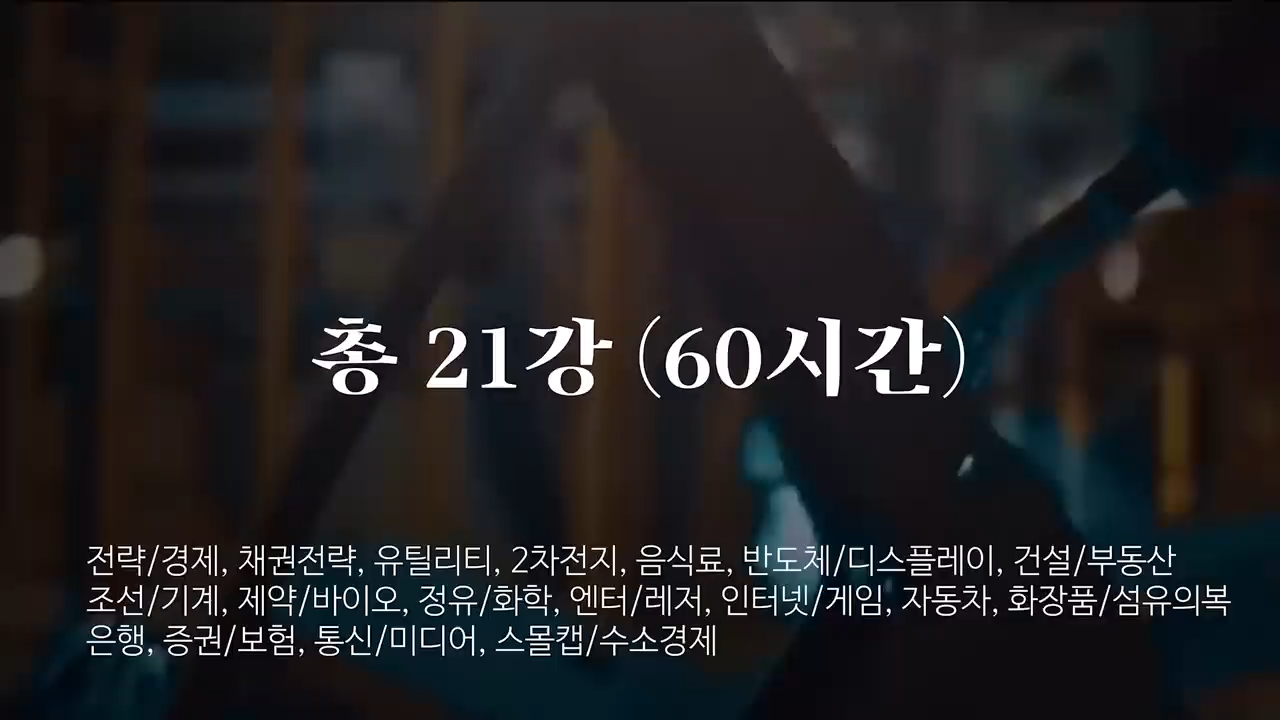 총 21강 (60시간)
전략/경제, 채권전략, 유틸리티, 2차전지, 음식료, 반도체/디스플레이, 건설/부동산
조선/기계, 제약/바이오, 정유/화학, 엔터/레저, 인터넷/게임, 자동차, 화장품/섬유의복
은행, 증권/보험, 통신/미디어, 스몰캡/수소경제